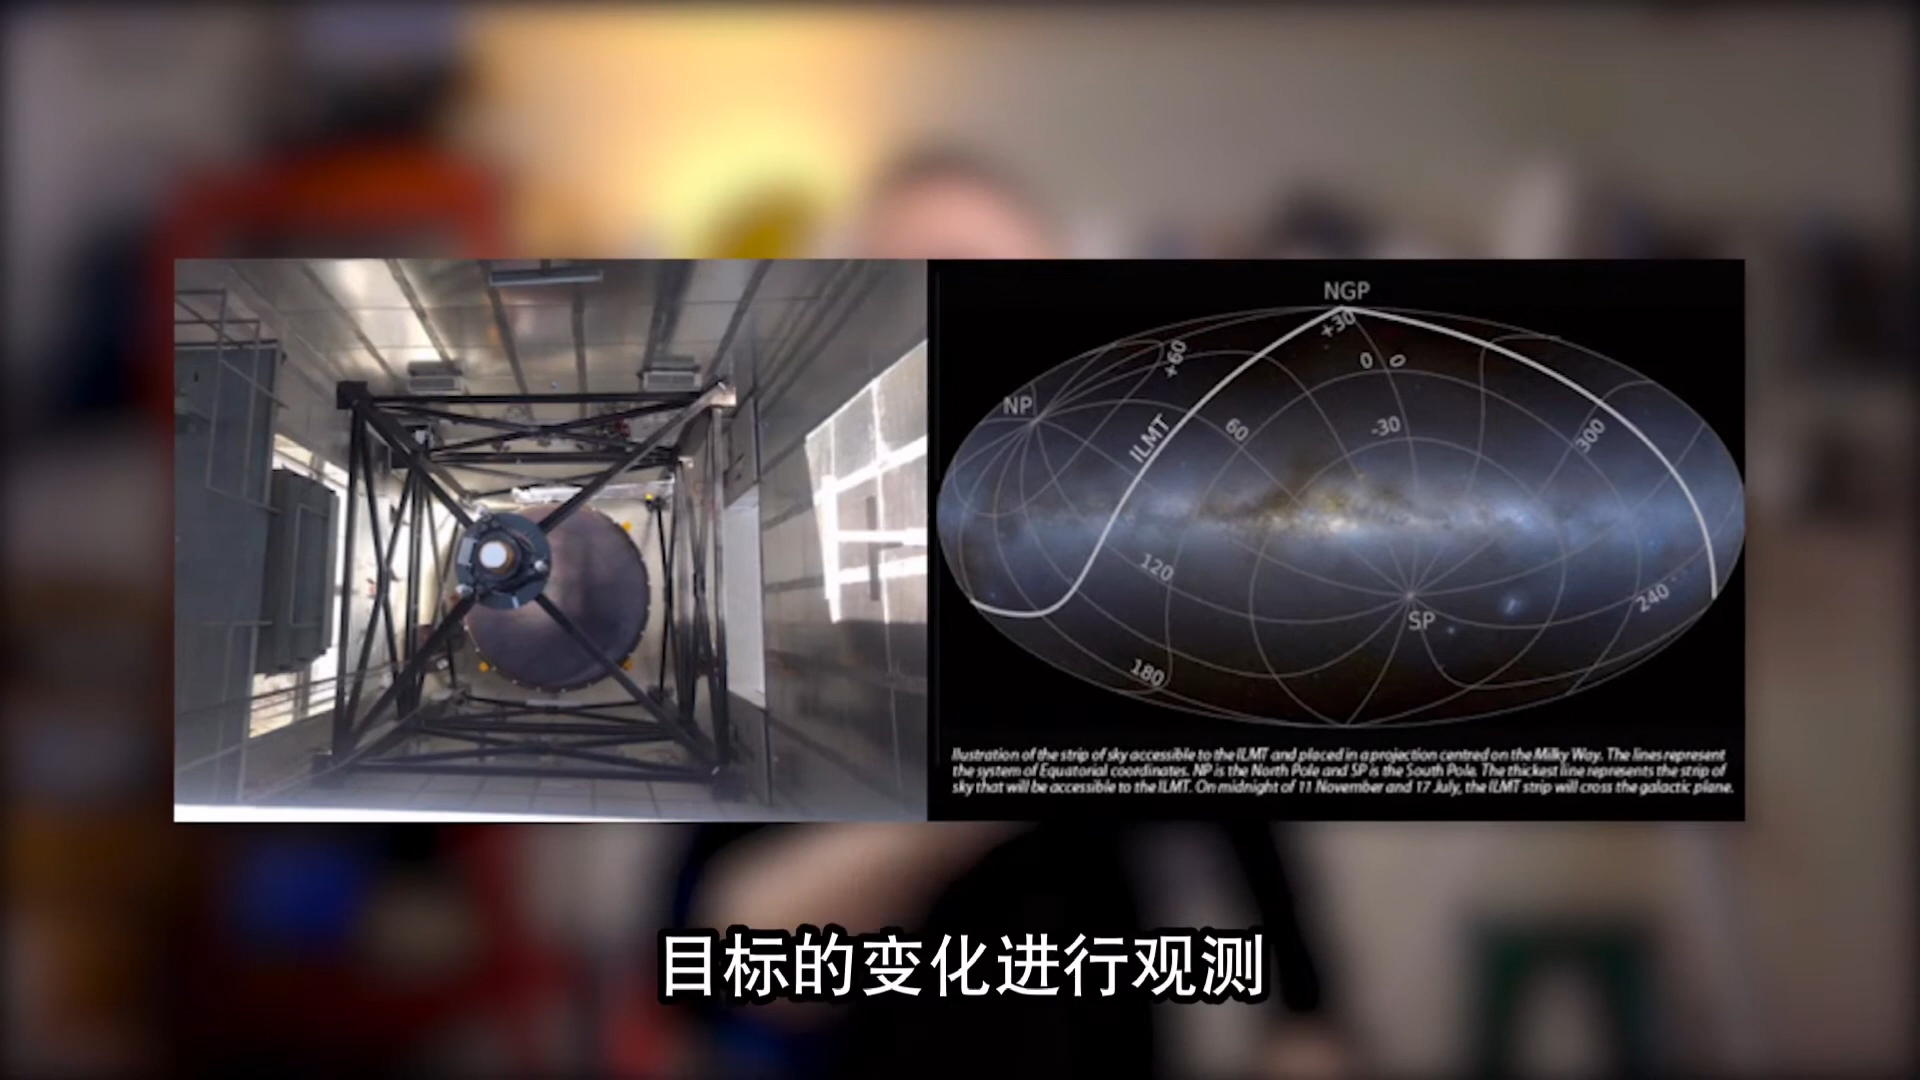 NGP
+30
+60
0
0
NP
ILMT
60
-30
300
120
SP
240
180
Ilustration of the strip of sky accessible to the ILMT and placed in a projection centred on the Milky Way. The lines represent
the system of Equatorial coordinates. NP is the North Pole and SP is the South Pole. The thickest line represents the strip of
sky that will be accessible to the ILMT. On midnight of 11 November and 17 July, the ILMT strip will cross the galactic plane.
目标的变化进行观测